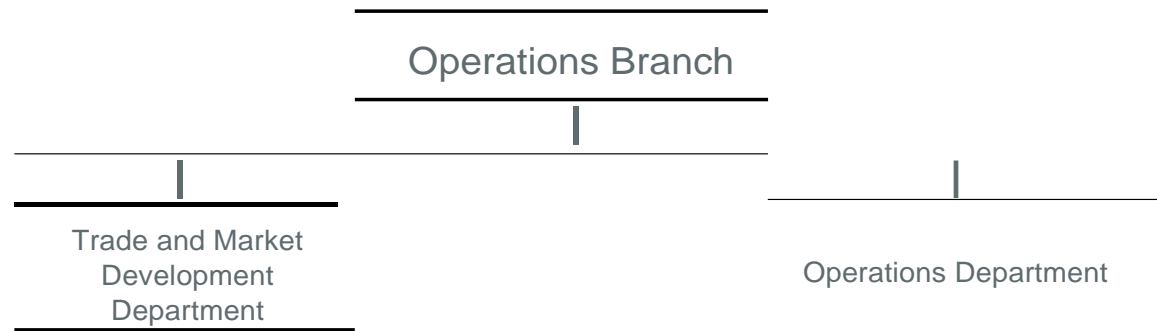 Operations Branch
Trade and Market
Development
Department
Operations Department